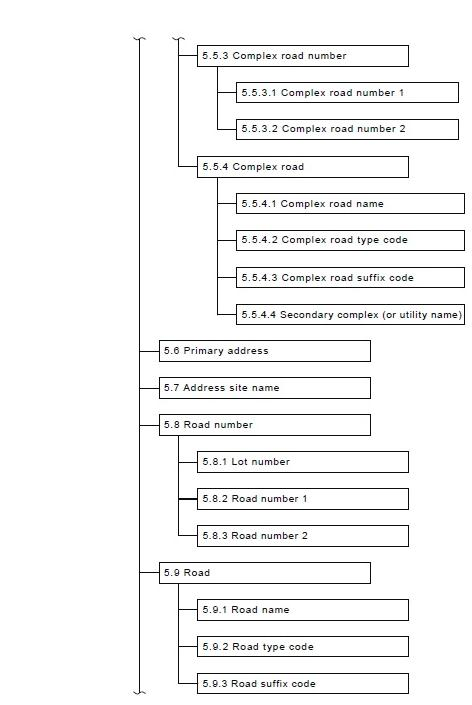 5.5.3 Complex road number
5.5.3.1 Complex road number 1
5.5.3.2 Complex road number 2
5.5.4 Complex road
5.5.4.1 Complex road name
5.5.4.2 Complex road type code
5.5.4.3 Complex road suffix code
5.5.4.4 Secondary complex (or utility name)
5.6 Primary address
5.7 Address site name
5.8 Road number
5.8.1 Lot number
5.8.2 Road number 1
5.8.3 Road number 2
5.9 Road
5.9.1 Road name
5.9.2 Road type code
5.9.3 Road suffix code